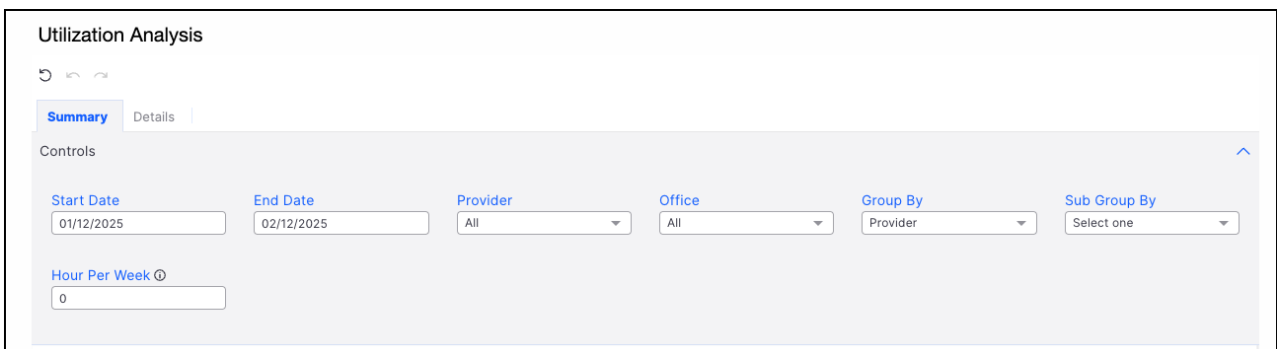 Utilization Analysis
Summary Details
Controls
Start Date End Date Provider Office Group By Sub Group By
01/12/2025 02/12/2025 All All Provider Select one
Hour Per Week
0